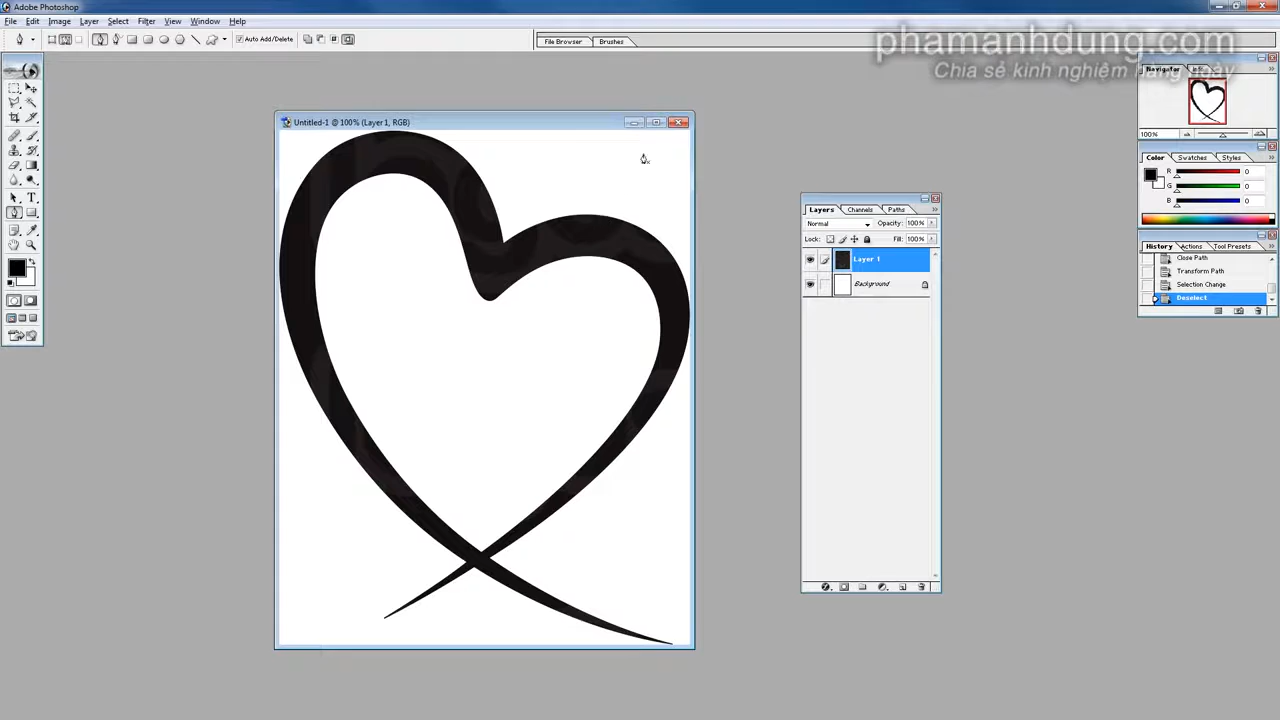 Adobe Photoshop
File Edit Image Layer Select Filter View Window Help
Auto Add/Delete
File Browser Brushes
phamanhdung.com
Chia sẻ kinh nghiệm hàng ngày
Navigator Info
100%
Untitled-1 @ 100% (Layer 1, RGB)
Color Swatches Styles
R 0
G 0
B 0
Layers Channels Paths
Normal Opacity: 100%
Lock: Fill: 100%
Layer 1
Background
History Actions Tool Presets
Close Path
Transform Path
Selection Change
Deselect